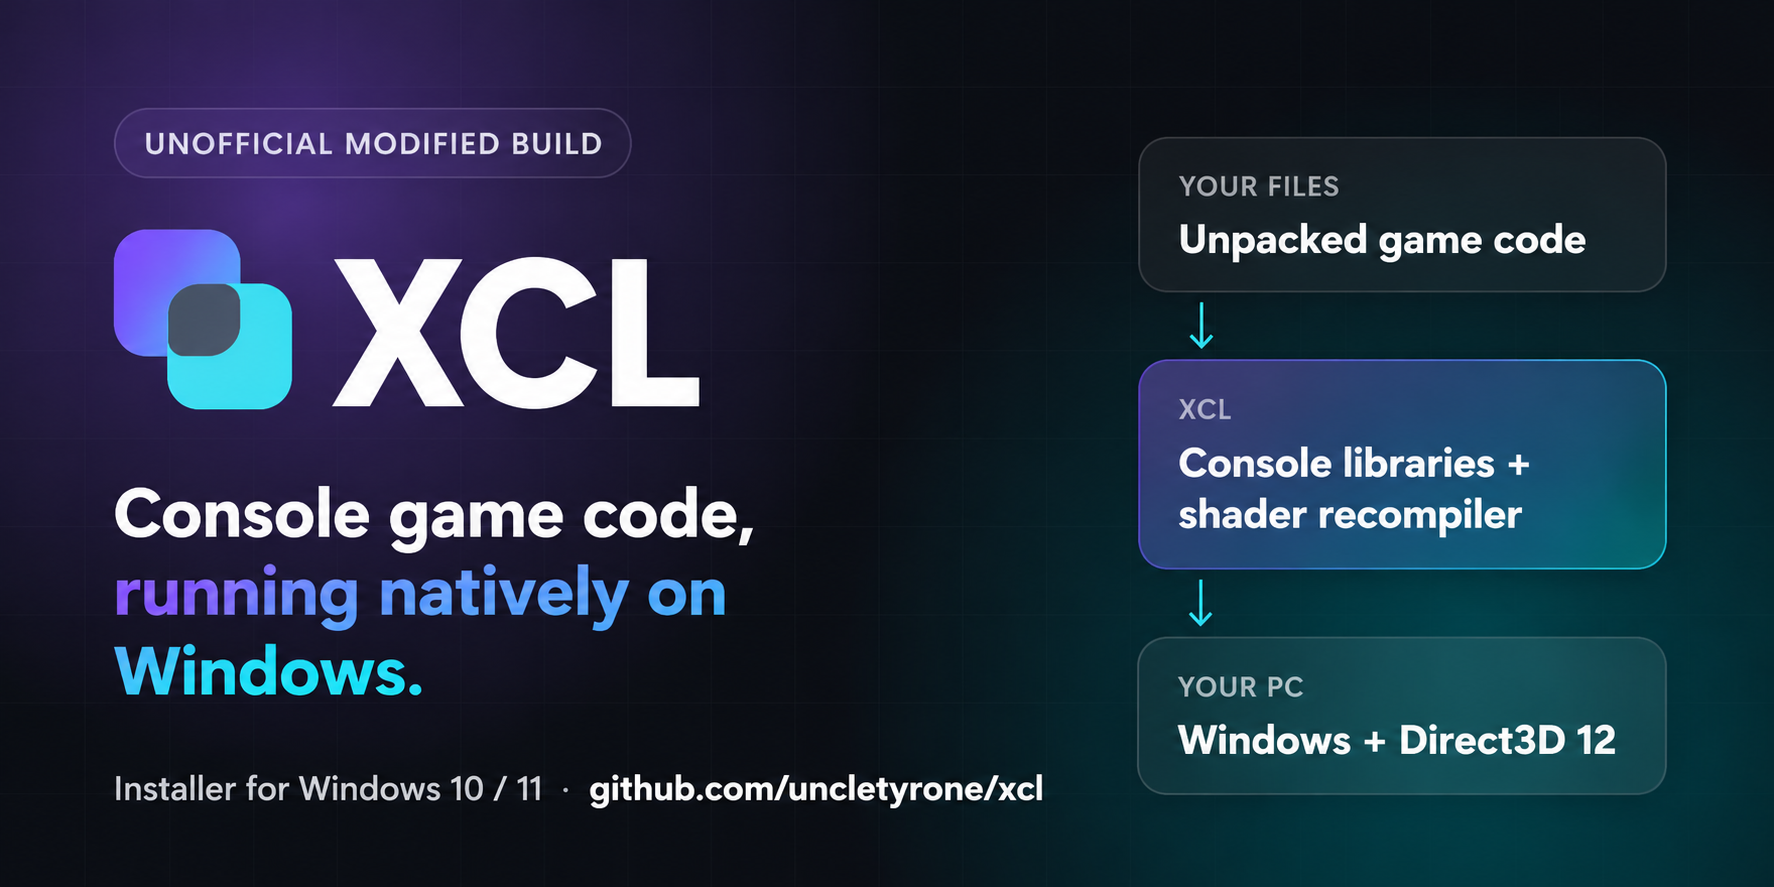 UNOFFICIAL MODIFIED BUILD
XCL
Console game code,
running natively on
Windows.
Installer for Windows 10 / 11 · github.com/uncletyrone/xcl
YOUR FILES
Unpacked game code
↓
XCL
Console libraries +
shader recompiler
↓
YOUR PC
Windows + Direct3D 12